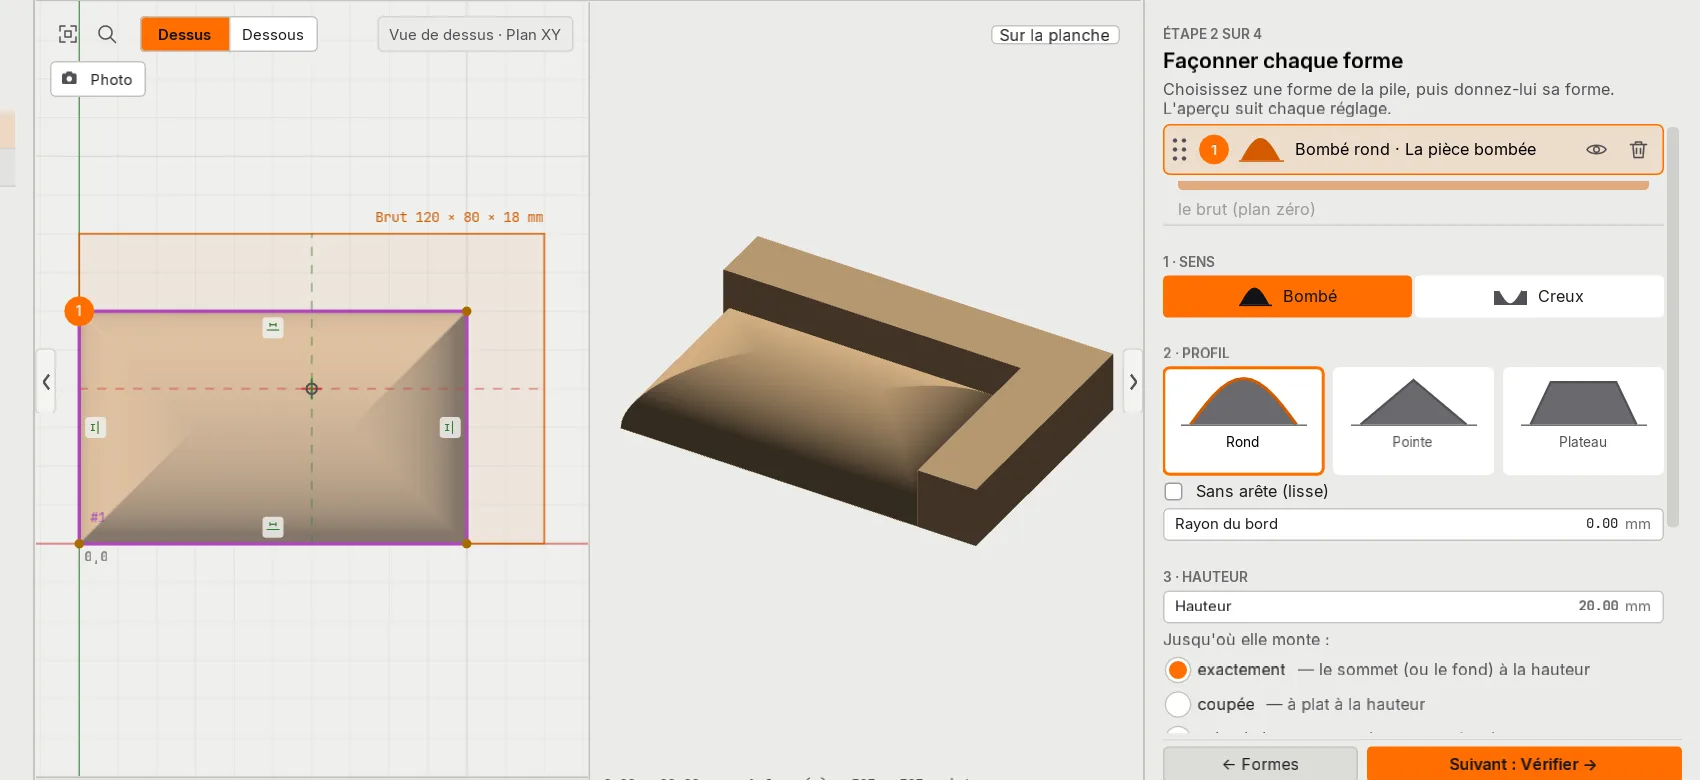 Dessus
Dessous
Vue de dessus · Plan XY
Photo
Brut 120 × 80 × 18 mm
1
#1
0,0
Sur la planche
ÉTAPE 2 SUR 4
Façonner chaque forme
Choisissez une forme de la pile, puis donnez-lui sa forme.
L'aperçu suit chaque réglage.
1 Bombé rond · La pièce bombée
le brut (plan zéro)
1 · SENS
Bombé
Creux
2 · PROFIL
Rond
Pointe
Plateau
Sans arête (lisse)
Rayon du bord 0.00 mm
3 · HAUTEUR
Hauteur 20.00 mm
Jusqu'où elle monte :
exactement — le sommet (ou le fond) à la hauteur
coupée — à plat à la hauteur
← Formes
Suivant : Vérifier →